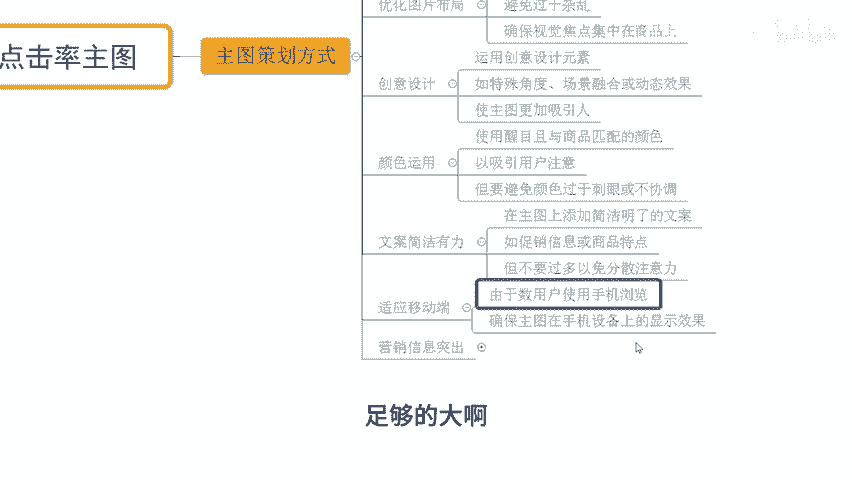 优化图片布局
避免过于杂乱
确保视觉焦点集中在商品上
点击率主图
主图策划方式
运用创意设计元素
创意设计
如特殊角度、场景融合或动态效果
使主图更加吸引人
使用醒目且与商品匹配的颜色
颜色运用
以吸引用户注意
但要避免颜色过于刺眼或不协调
在主图上添加简洁明了的文案
文案简洁有力
如促销信息或商品特点
但不要过多以免分散注意力
由于数用户使用手机浏览
适应移动端
确保主图在手机设备上的显示效果
营销信息突出
足够的大啊